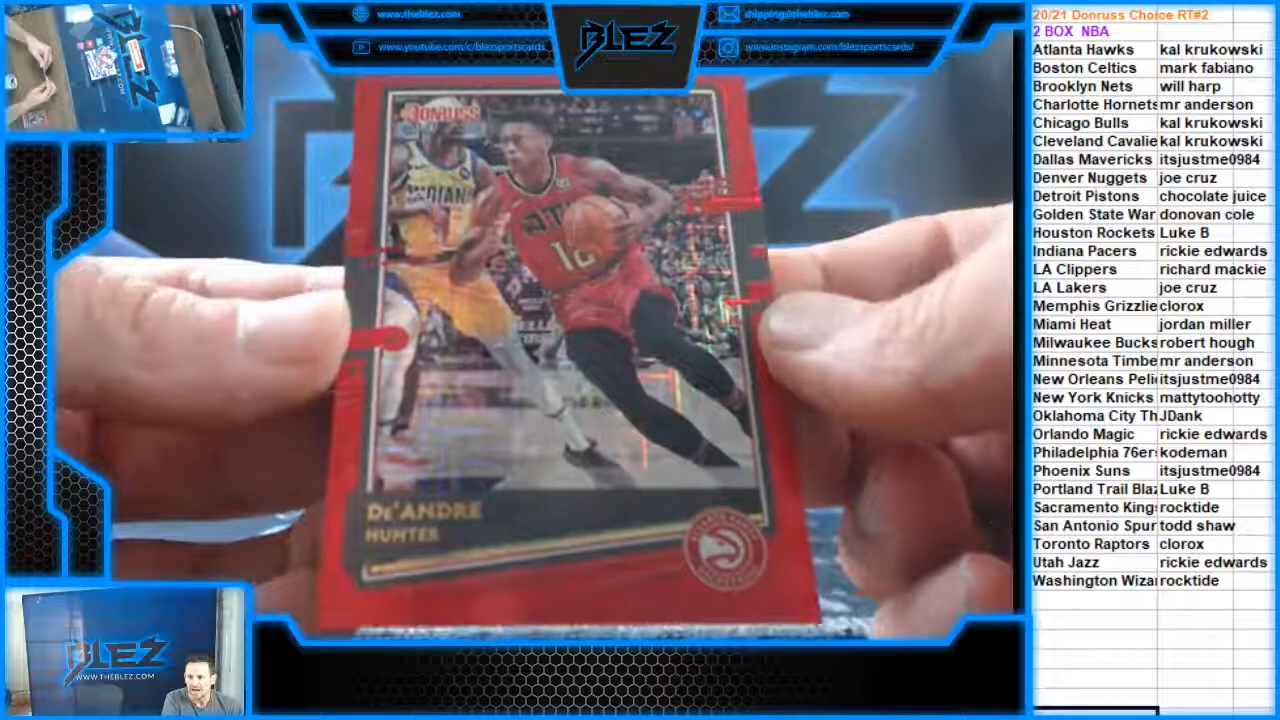 www.theblez.com
shipping@theblez.com
www.youtube.com/c/blezsportscards
www.instagram.com/blezsportscards/
BLEZ
DONRUSS
INDIANA
12
DE'ANDRE
HUNTER
BLEZ
WWW.THEBLEZ.COM
20/21 Donruss Choice RT#2
2 BOX NBA
Atlanta Hawks kal krukowski
Boston Celtics mark fabiano
Brooklyn Nets will harp
Charlotte Hornets mr anderson
Chicago Bulls kal krukowski
Cleveland Cavalie kal krukowski
Dallas Mavericks itsjustme0984
Denver Nuggets joe cruz
Detroit Pistons chocolate juice
Golden State War donovan cole
Houston Rockets Luke B
Indiana Pacers rickie edwards
LA Clippers richard mackie
LA Lakers joe cruz
Memphis Grizzlie clorox
Miami Heat jordan miller
Milwaukee Bucks robert hough
Minnesota Timbe mr anderson
New Orleans Peli itsjustme0984
New York Knicks mattytoohotty
Oklahoma City Th JDank
Orlando Magic rickie edwards
Philadelphia 76er kodeman
Phoenix Suns itsjustme0984
Portland Trail Blaz Luke B
Sacramento King rocktide
San Antonio Spur todd shaw
Toronto Raptors clorox
Utah Jazz rickie edwards
Washington Wiza rocktide